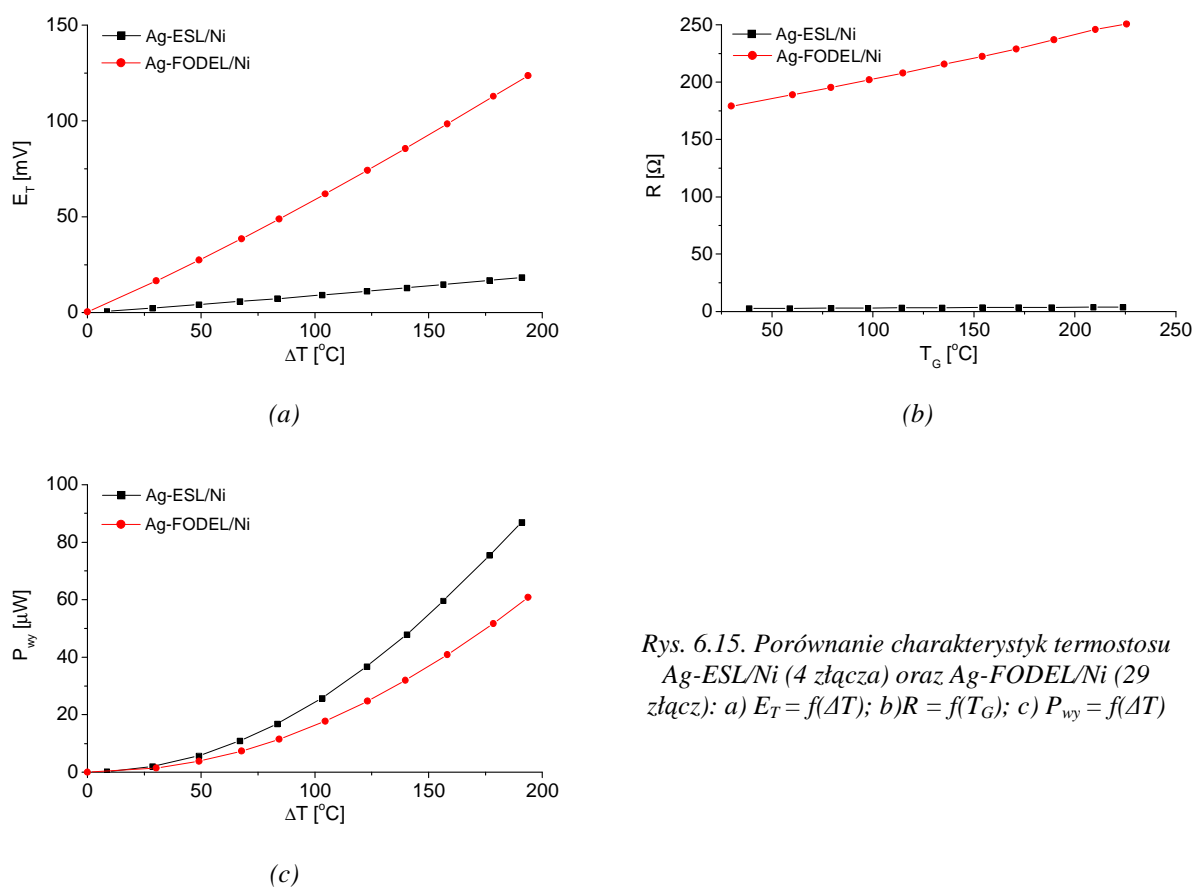 150
100
50
0
E_T [mV]
Ag-ESL/Ni
Ag-FODEL/Ni
0 50 100 150 200
ΔT [°C]
(a)
250
200
150
100
50
0
R [Ω]
Ag-ESL/Ni
Ag-FODEL/Ni
50 100 150 200 250
T_G [°C]
(b)
100
80
60
40
20
0
P_wy [µW]
Ag-ESL/Ni
Ag-FODEL/Ni
0 50 100 150 200
ΔT [°C]
(c)
Rys. 6.15. Porównanie charakterystyk termostosu
Ag-ESL/Ni (4 złącza) oraz Ag-FODEL/Ni (29
złącz): a) E_T = f(ΔT); b)R = f(T_G); c) P_wy = f(ΔT)